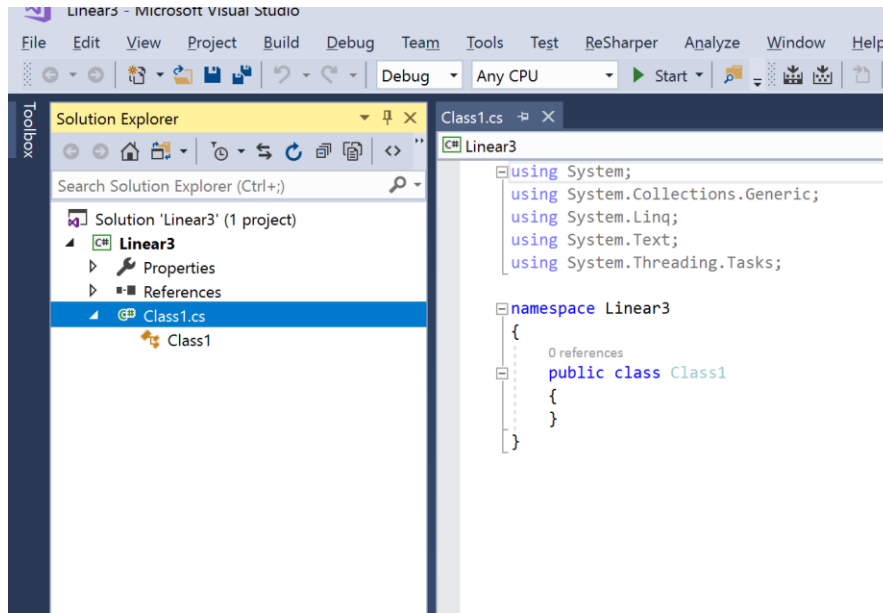 Linear3 - Microsoft Visual Studio
File Edit View Project Build Debug Team Tools Test ReSharper Analyze Window Help
Debug Any CPU Start
Toolbox
Solution Explorer
Search Solution Explorer (Ctrl+;)
Solution 'Linear3' (1 project)
C# Linear3
Properties
References
C# Class1.cs
Class1
Class1.cs
C# Linear3
using System;
using System.Collections.Generic;
using System.Linq;
using System.Text;
using System.Threading.Tasks;
namespace Linear3
{
0 references
public class Class1
{
}
}